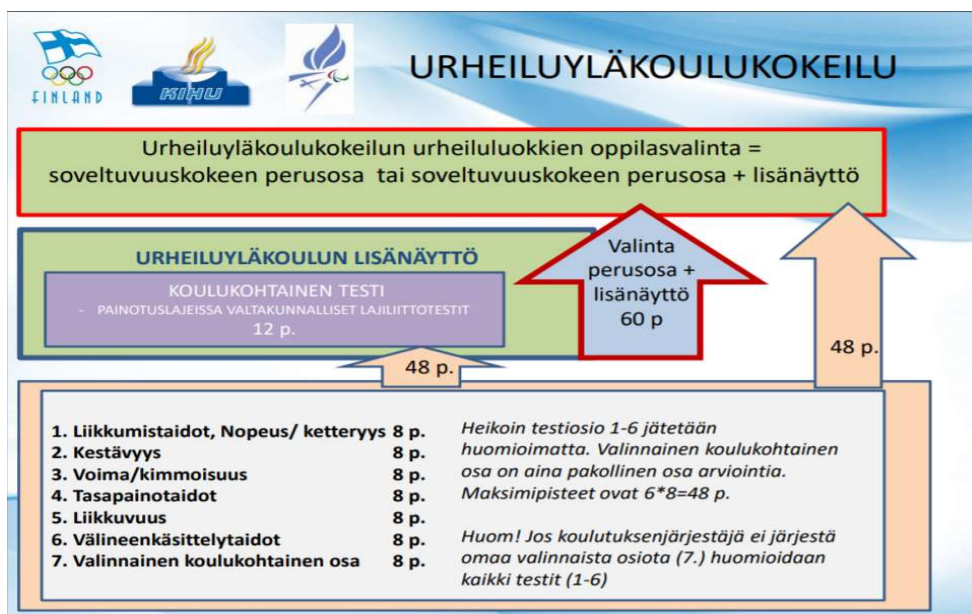 FINLAND
KIHU
URHEILUYLÄKOULUKOKEILU
Urheiluyläkoulukokeilun urheiluluokkien oppilasvalinta =
soveltuvuuskokeen perusosa tai soveltuvuuskokeen perusosa + lisänäyttö
URHEILUYLÄKOULUN LISÄNÄYTTÖ
KOULUKOHTAINEN TESTI
- PAINOTUSLAJEISSA VALTAKUNNALLISET LAJILIITTOTESTIT
12 p.
Valinta
perusosa +
lisänäyttö
60 p
48 p.
48 p.
1. Liikkumistaidot, Nopeus/ ketteryys 8 p.
2. Kestävyys 8 p.
3. Voima/kimmoisuus 8 p.
4. Tasapainotaidot 8 p.
5. Liikkuvuus 8 p.
6. Välineenkäsittelytaidot 8 p.
7. Valinnainen koulukohtainen osa 8 p.
Heikoin testiosio 1-6 jätetään
huomioimatta. Valinnainen koulukohtainen
osa on aina pakollinen osa arviointia.
Maksimipisteet ovat 6*8=48 p.
Huom! Jos koulutuksenjärjestäjä ei järjestä
omaa valinnaista osiota (7.) huomioidaan
kaikki testit (1-6)